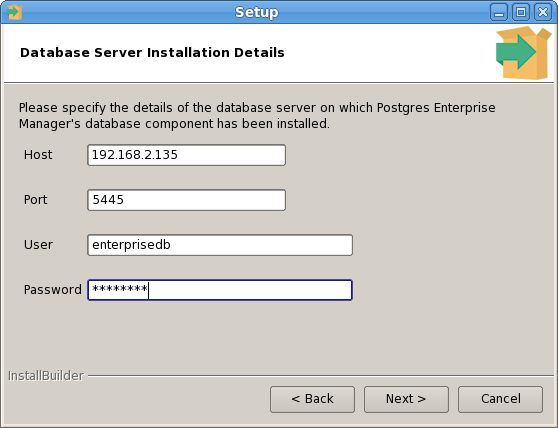 Setup
Database Server Installation Details
Please specify the details of the database server on which Postgres Enterprise
Manager's database component has been installed.
Host 192.168.2.135
Port 5445
User enterprisedb
Password ********
InstallBuilder
< Back Next > Cancel